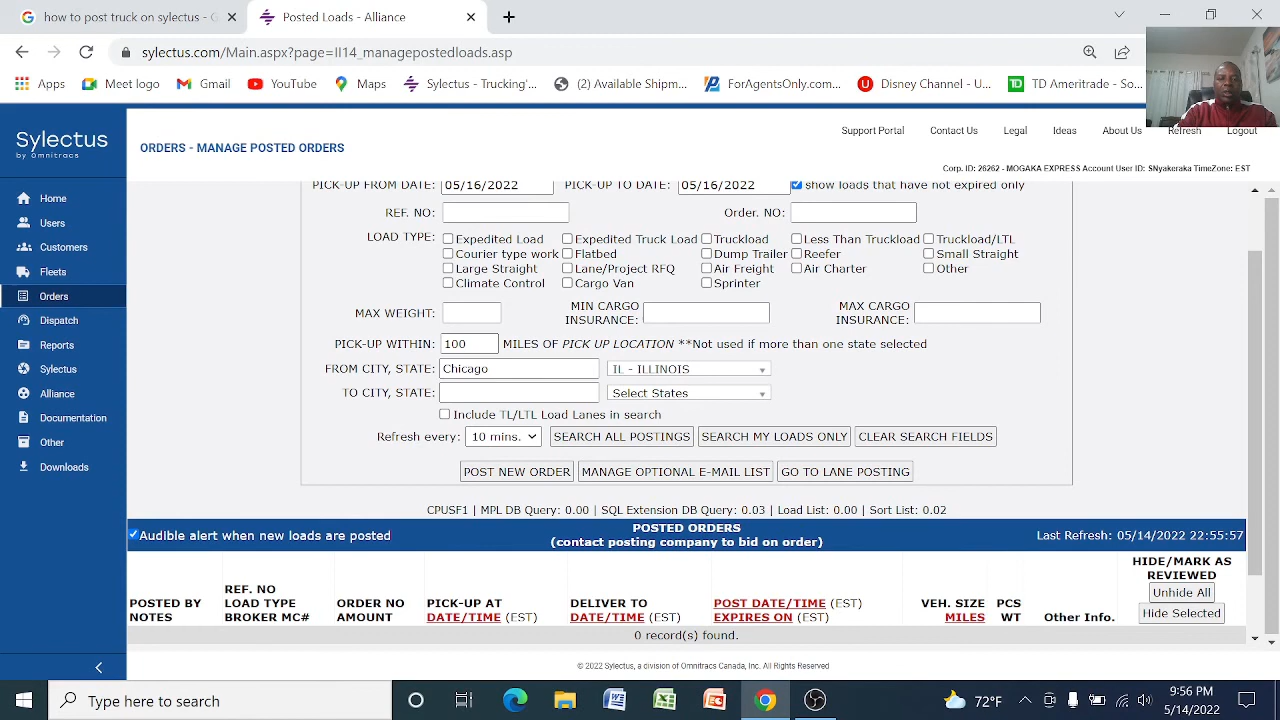 how to post truck on sylectus - G
Posted Loads - Alliance
sylectus.com/Main.aspx?page=II14_managepostedloads.asp
Apps
Meet logo
Gmail
YouTube
Maps
Sylectus - Trucking...
(2) Available Shipm...
ForAgentsOnly.com...
Disney Channel - U...
TD Ameritrade - So...
Sylectus
by Omnitracs
Support Portal
Contact Us
Legal
Ideas
About Us
Refresh
Logout
ORDERS - MANAGE POSTED ORDERS
Corp. ID: 26262 - MOGAKA EXPRESS Account User ID: SNyakeraka TimeZone: EST
Home
Users
Customers
Fleets
Orders
Dispatch
Reports
Sylectus
Alliance
Documentation
Other
Downloads
PICK-UP FROM DATE: 05/16/2022 PICK-UP TO DATE: 05/16/2022 show loads that have not expired only
REF. NO: Order. NO:
LOAD TYPE: Expedited Load Expedited Truck Load Truckload Less Than Truckload Truckload/LTL
Courier type work Flatbed Dump Trailer Reefer Small Straight
Large Straight Lane/Project RFQ Air Freight Air Charter Other
Climate Control Cargo Van Sprinter
MAX WEIGHT: MIN CARGO INSURANCE: MAX CARGO INSURANCE:
PICK-UP WITHIN: 100 MILES OF PICK UP LOCATION **Not used if more than one state selected
FROM CITY, STATE: Chicago IL - ILLINOIS
TO CITY, STATE: Select States
Include TL/LTL Load Lanes in search
Refresh every: 10 mins. SEARCH ALL POSTINGS SEARCH MY LOADS ONLY CLEAR SEARCH FIELDS
POST NEW ORDER MANAGE OPTIONAL E-MAIL LIST GO TO LANE POSTING
CPUSF1 | MPL DB Query: 0.00 | SQL Extension DB Query: 0.03 | Load List: 0.00 | Sort List: 0.02
Audible alert when new loads are posted
POSTED ORDERS
(contact posting company to bid on order)
Last Refresh: 05/14/2022 22:55:57
POSTED BY
NOTES
REF. NO
LOAD TYPE
BROKER MC#
ORDER NO
AMOUNT
PICK-UP AT
DATE/TIME (EST)
DELIVER TO
DATE/TIME (EST)
POST DATE/TIME (EST)
EXPIRES ON (EST)
VEH. SIZE
MILES
PCS
WT
Other Info.
HIDE/MARK AS
REVIEWED
Unhide All
Hide Selected
0 record(s) found.
© 2022 Sylectus, a division of Omnitracs Canada, Inc. All Rights Reserved
Type here to search
72°F
9:56 PM
5/14/2022